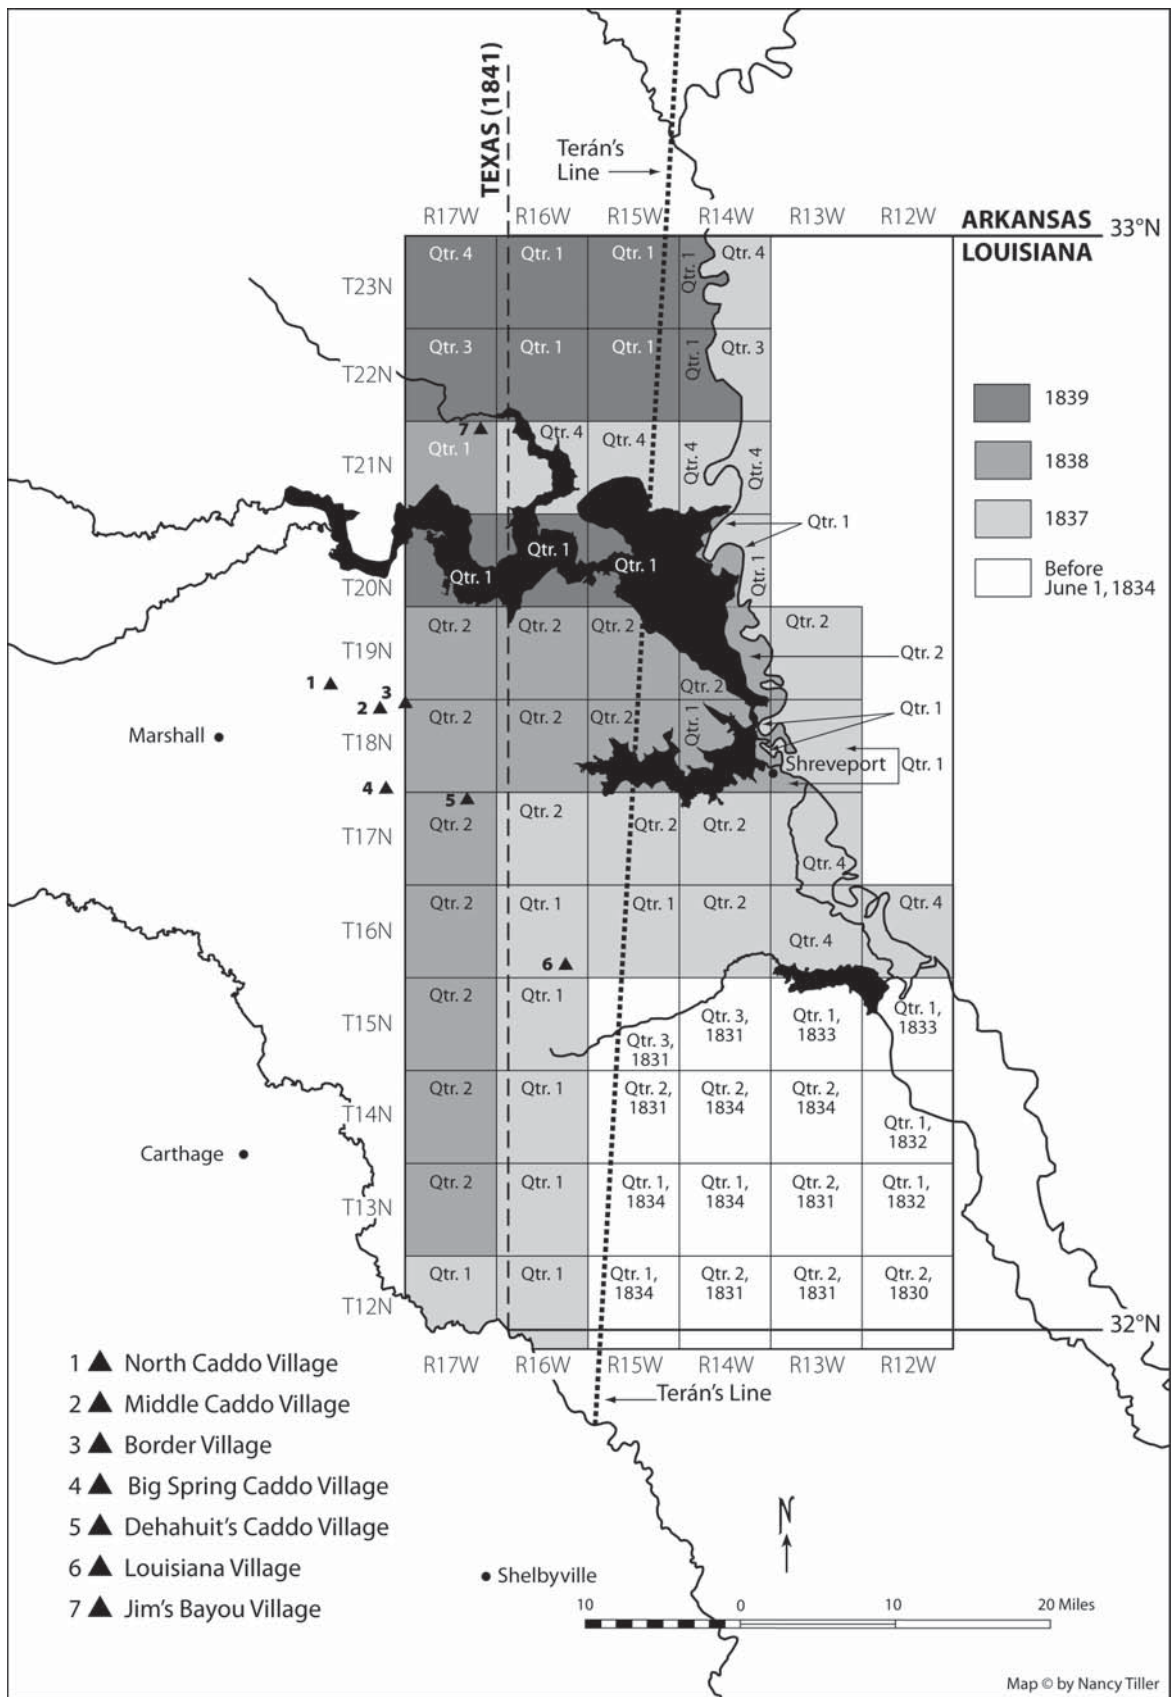 TEXAS (1841)
Terán's
Line
R17W R16W R15W R14W R13W R12W
ARKANSAS
33°N
LOUISIANA
T23N
Qtr. 4 Qtr. 1 Qtr. 1 Qtr. 1 Qtr. 4
T22N
Qtr. 3 Qtr. 1 Qtr. 1 Qtr. 1 Qtr. 3
1839
1838
1837
Before
June 1, 1834
T21N
7
Qtr. 1 Qtr. 4 Qtr. 4 Qtr. 4 Qtr. 4
Qtr. 1
T20N
Qtr. 1 Qtr. 1 Qtr. 1 Qtr. 1
T19N
Qtr. 2 Qtr. 2 Qtr. 2 Qtr. 2 Qtr. 2
Qtr. 2
1
3
2
Marshall
T18N
Qtr. 2 Qtr. 2 Qtr. 2 Qtr. 1
Qtr. 1
Shreveport
Qtr. 1
4
5
T17N
Qtr. 2 Qtr. 2 Qtr. 2 Qtr. 2 Qtr. 4
T16N
Qtr. 2 Qtr. 1 Qtr. 1 Qtr. 2 Qtr. 4 Qtr. 4
6
T15N
Qtr. 2 Qtr. 1
Qtr. 3,
1831
Qtr. 3,
1831
Qtr. 1,
1833
Qtr. 1,
1833
T14N
Qtr. 2 Qtr. 1
Qtr. 2,
1831
Qtr. 2,
1834
Qtr. 2,
1834
Qtr. 1,
1832
Carthage
T13N
Qtr. 2 Qtr. 1
Qtr. 1,
1834
Qtr. 1,
1834
Qtr. 2,
1831
Qtr. 1,
1832
T12N
Qtr. 1 Qtr. 1
Qtr. 1,
1834
Qtr. 2,
1831
Qtr. 2,
1831
Qtr. 2,
1830
32°N
R17W R16W R15W R14W R13W R12W
Terán's Line
1 North Caddo Village
2 Middle Caddo Village
3 Border Village
4 Big Spring Caddo Village
5 Dehahuit's Caddo Village
6 Louisiana Village
7 Jim's Bayou Village
N
Shelbyville
10 0 10 20 Miles
Map © by Nancy Tiller